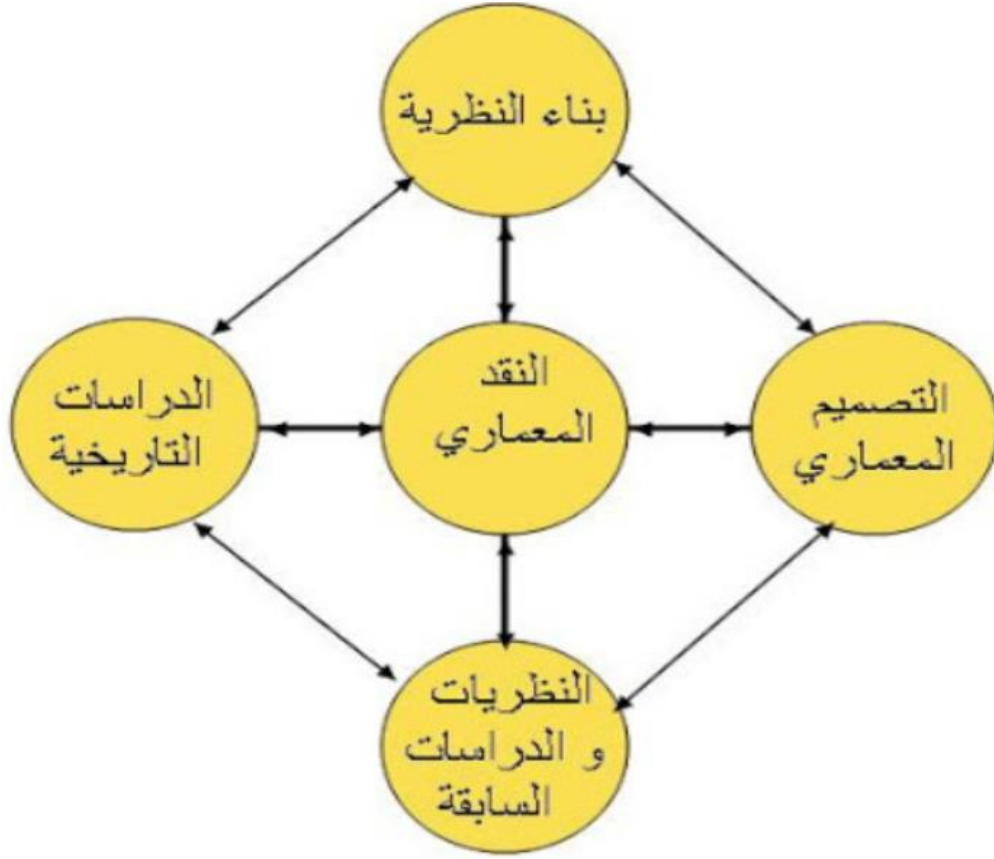 بناء النظرية
الدراسات
التاريخية
النقد
المعماري
التصميم
المعماري
النظريات
و الدراسات
السابقة